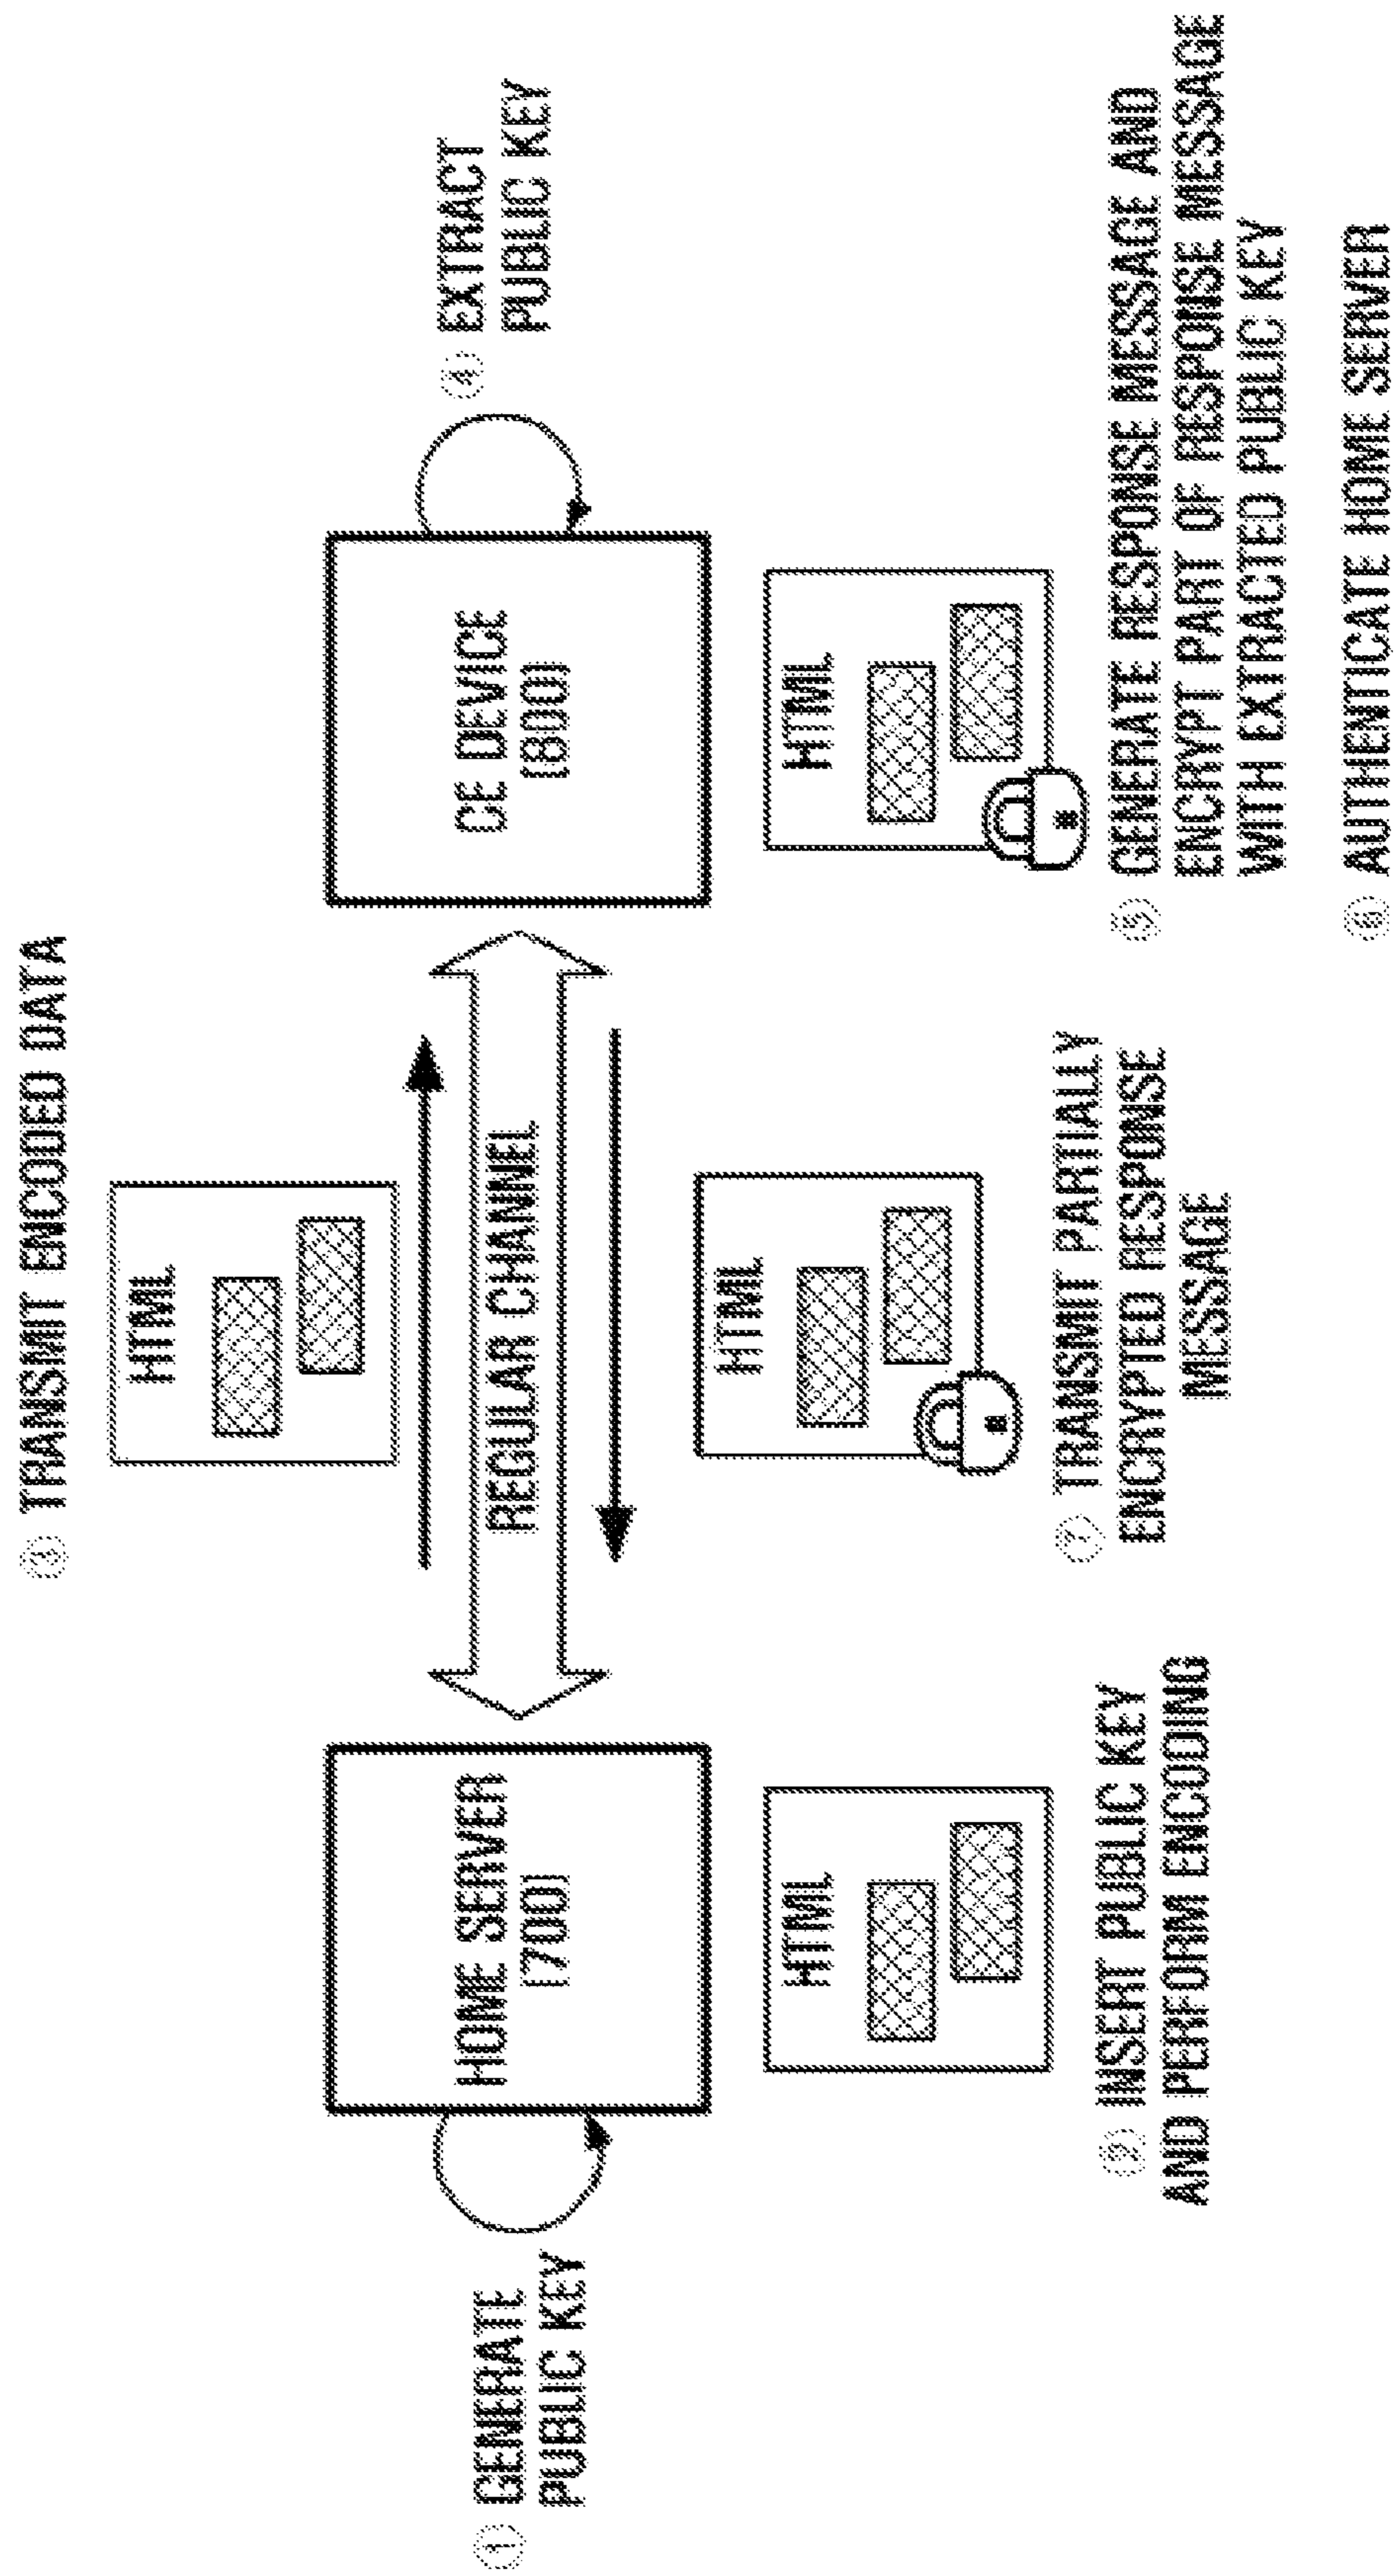 ③ TRANSMIT ENCODED DATA
HTML
① GENERATE
PUBLIC KEY
HOME SERVER
(700)
REGULAR CHANNEL
CE DEVICE
(800)
④ EXTRACT
PUBLIC KEY
HTML
HTML
HTML
② INSERT PUBLIC KEY
AND PERFORM ENCODING
⑦ TRANSMIT PARTIALLY
ENCRYPTED RESPONSE
MESSAGE
⑤ GENERATE RESPONSE MESSAGE AND
ENCRYPT PART OF RESPONSE MESSAGE
WITH EXTRACTED PUBLIC KEY
⑥ AUTHENTICATE HOME SERVER